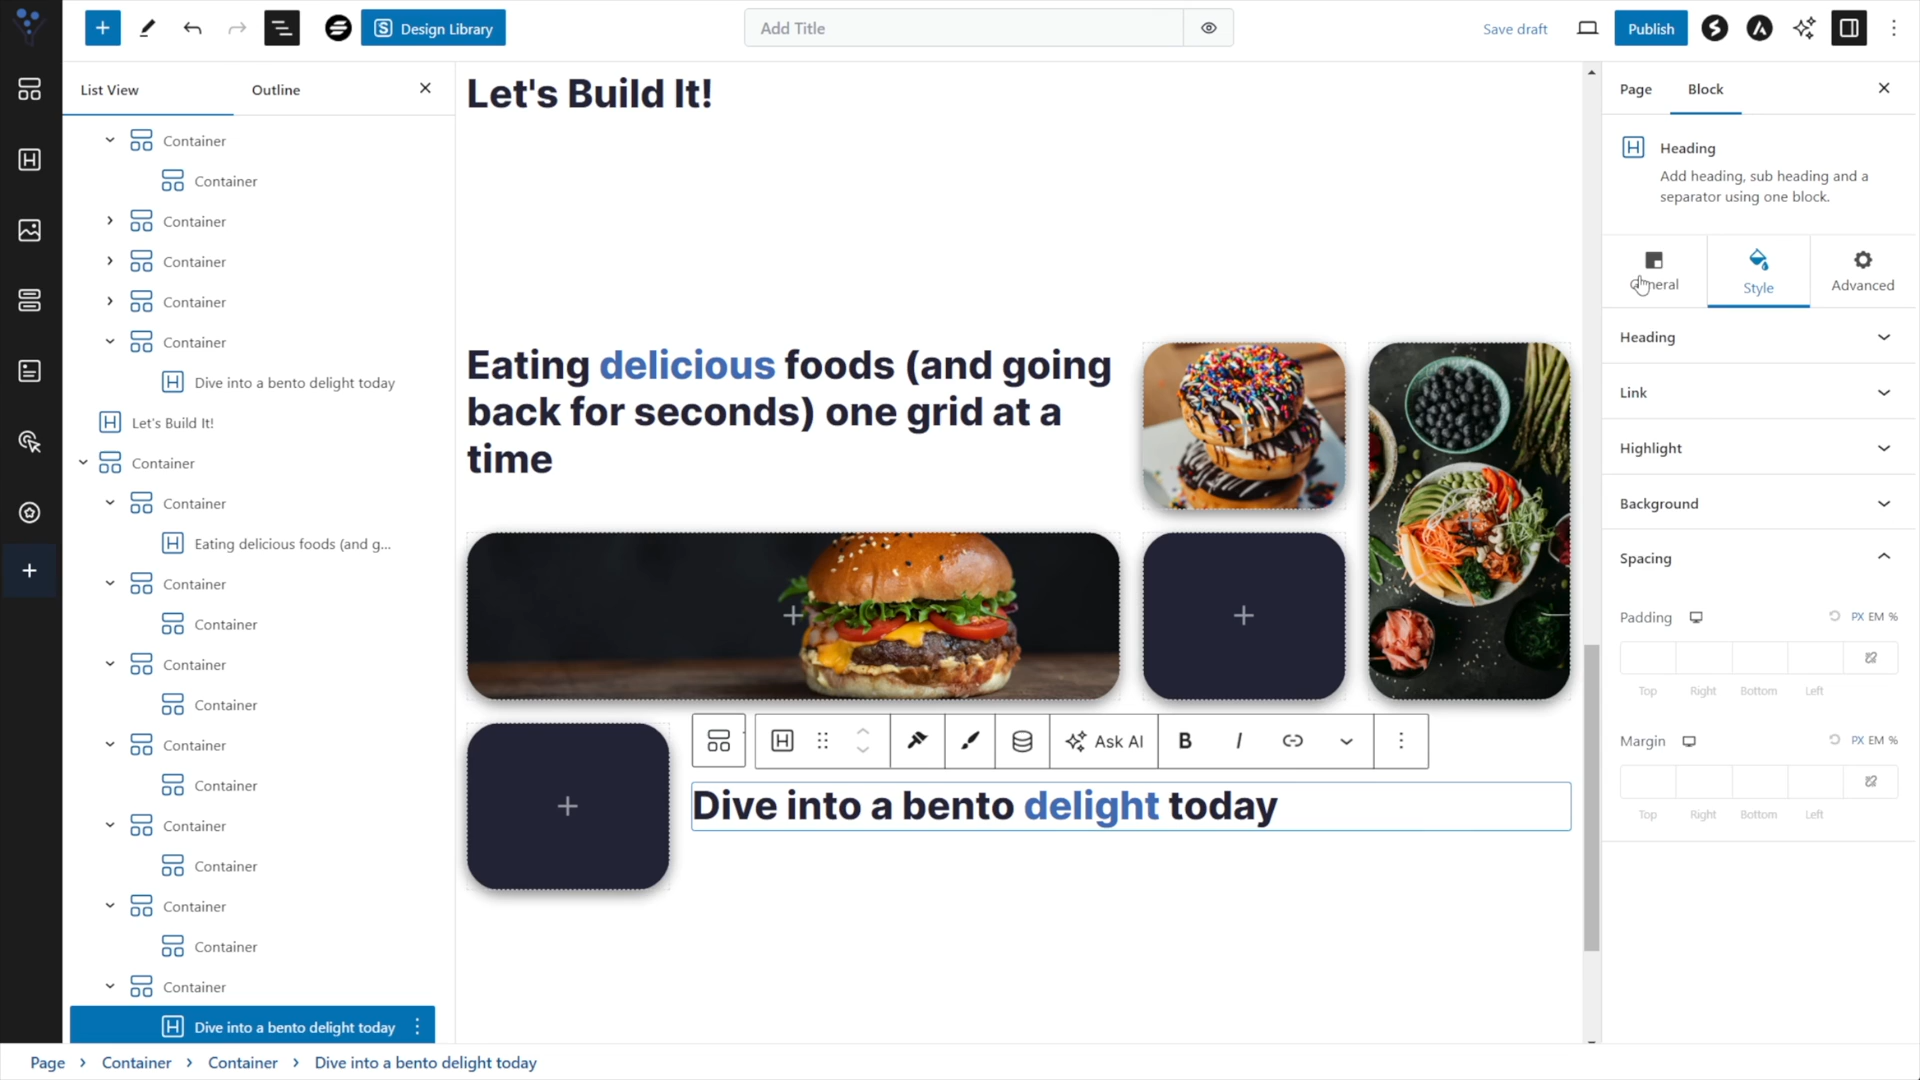 Design Library
Add Title
Save draft
Publish
List View
Outline
Container
Container
Container
Container
Container
Container
Dive into a bento delight today
Let's Build It!
Container
Container
Eating delicious foods (and g...
Container
Container
Container
Container
Container
Container
Container
Container
Container
Container
Container
Dive into a bento delight today
Let's Build It!
Eating delicious foods (and going
back for seconds) one grid at a
time
Ask AI
B
I
Dive into a bento delight today
Page
Block
Heading
Add heading, sub heading and a
separator using one block.
General
Style
Advanced
Heading
Link
Highlight
Background
Spacing
Padding
PX EM %
Top Right Bottom Left
Margin
PX EM %
Top Right Bottom Left
Page > Container > Container > Dive into a bento delight today